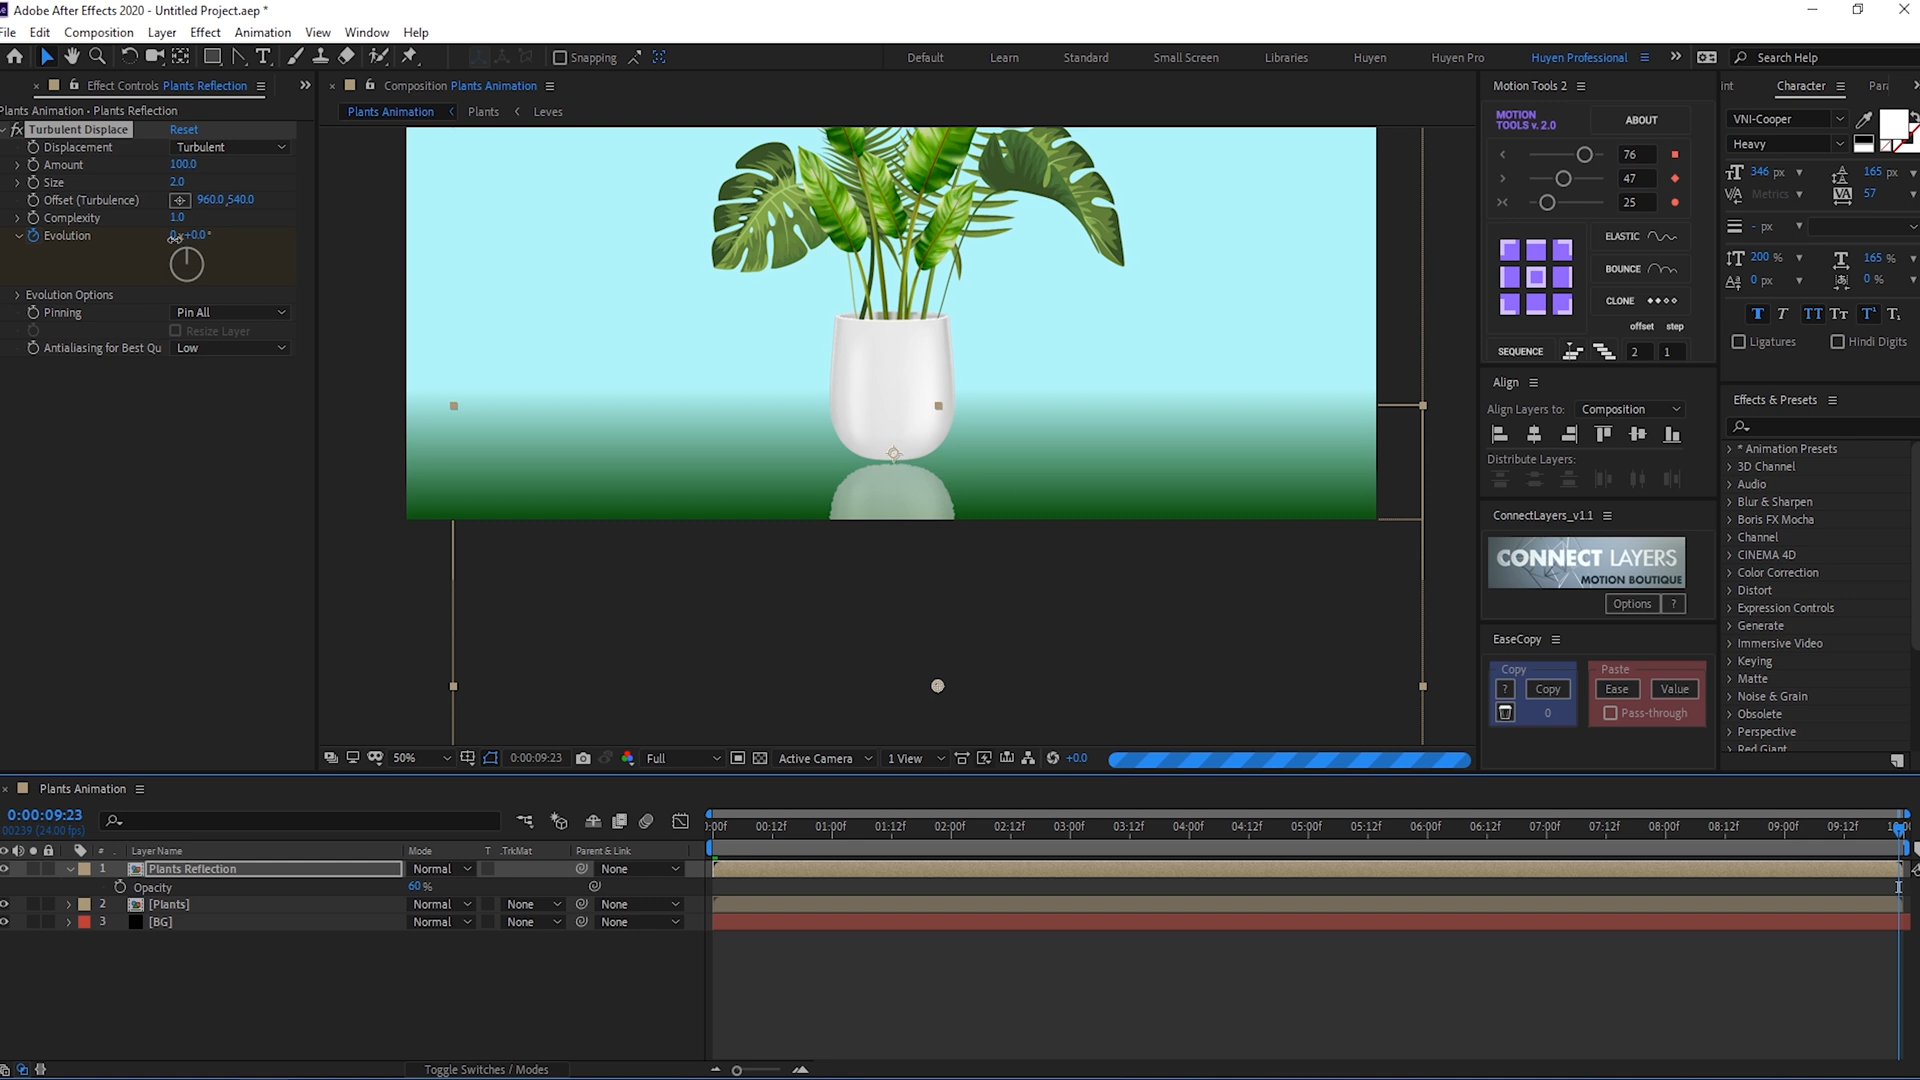 Adobe After Effects 2020 - Untitled Project.aep *
File Edit Composition Layer Effect Animation View Window Help
Snapping Default Learn Standard Small Screen Libraries Huyen Huyen Pro Huyen Professional Search Help
Effect Controls Plants Reflection
Plants Animation • Plants Reflection
fx Turbulent Displace Reset
Displacement Turbulent
Amount 100.0
Size 2.0
Offset (Turbulence) 960.0,540.0
Complexity 1.0
Evolution 0x+0.0°
Evolution Options
Pinning Pin All
Resize Layer
Antialiasing for Best Qu Low
Composition Plants Animation
Plants Animation Plants Leves
50% 0:00:09:23 Full Active Camera 1 View +0.0
Motion Tools 2
MOTION TOOLS v. 2.0 ABOUT
76
47
25
ELASTIC
BOUNCE
CLONE
offset step
SEQUENCE 2 1
Align
Align Layers to: Composition
Distribute Layers:
ConnectLayers_v1.1
CONNECT LAYERS
MOTION BOUTIQUE
Options ?
EaseCopy
Copy Paste
? Copy Ease Value
0 Pass-through
Character
VNI-Cooper
Heavy
346 px 165 px
Metrics 57
- px
200 % 165 %
0 px 0 %
T T TT Tт T¹ T₁
Ligatures Hindi Digits
Effects & Presets
* Animation Presets
3D Channel
Audio
Blur & Sharpen
Boris FX Mocha
Channel
CINEMA 4D
Color Correction
Distort
Expression Controls
Generate
Immersive Video
Keying
Matte
Noise & Grain
Obsolete
Perspective
Red Giant
Plants Animation
0:00:09:23
00239 (24.00 fps)
:00f 00:12f 01:00f 01:12f 02:00f 02:12f 03:00f 03:12f 04:00f 04:12f 05:00f 05:12f 06:00f 06:12f 07:00f 07:12f 08:00f 08:12f 09:00f 09:12f
# Layer Name Mode T .TrkMat Parent & Link
1 Plants Reflection Normal None
Opacity 60 %
2 [Plants] Normal None None
3 [BG] Normal None None
Toggle Switches / Modes